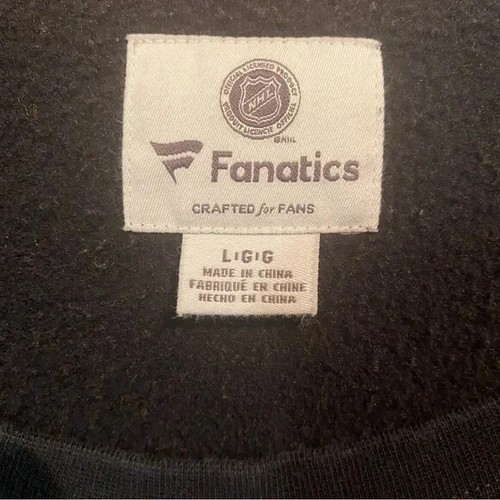 OFFICIAL LICENSED PRODUCT
NHL
PRODUIT LICENCIÉ OFFICIEL
©NHL
Fanatics
CRAFTED for FANS
L·G·G
MADE IN CHINA
FABRIQUÉ EN CHINE
HECHO EN CHINA